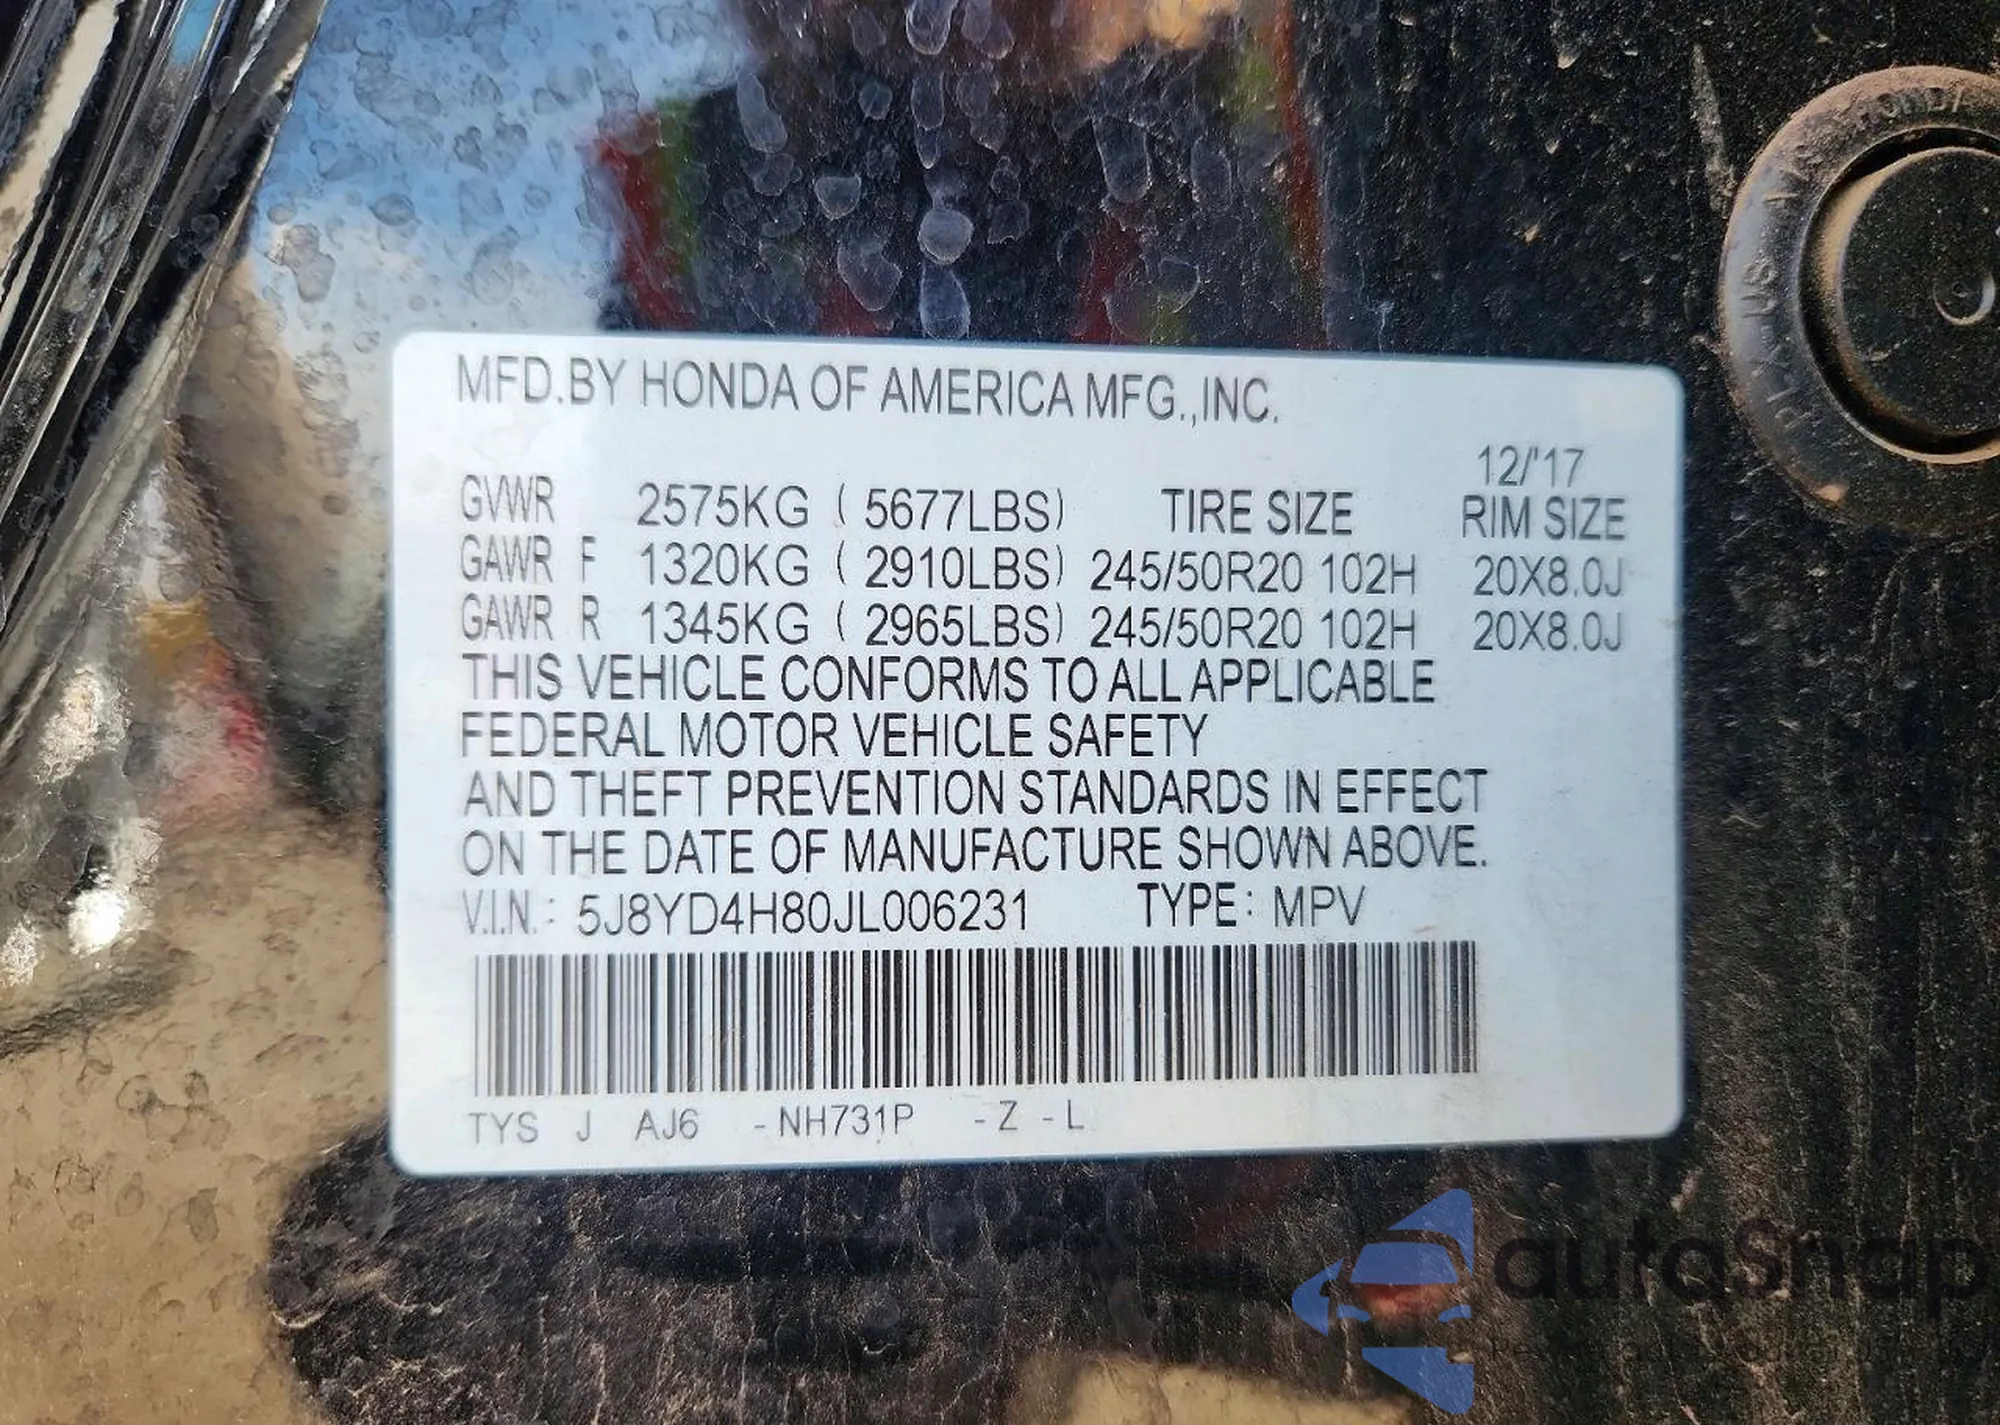 MFD.BY HONDA OF AMERICA MFG.,INC.
12/'17
GVWR 2575KG ( 5677LBS) TIRE SIZE RIM SIZE
GAWR F 1320KG ( 2910LBS) 245/50R20 102H 20X8.0J
GAWR R 1345KG ( 2965LBS) 245/50R20 102H 20X8.0J
THIS VEHICLE CONFORMS TO ALL APPLICABLE
FEDERAL MOTOR VEHICLE SAFETY
AND THEFT PREVENTION STANDARDS IN EFFECT
ON THE DATE OF MANUFACTURE SHOWN ABOVE.
V.I.N.: 5J8YD4H80JL006231 TYPE: MPV
TYS J AJ6 -NH731P -Z -L
HONDA
autoSnap